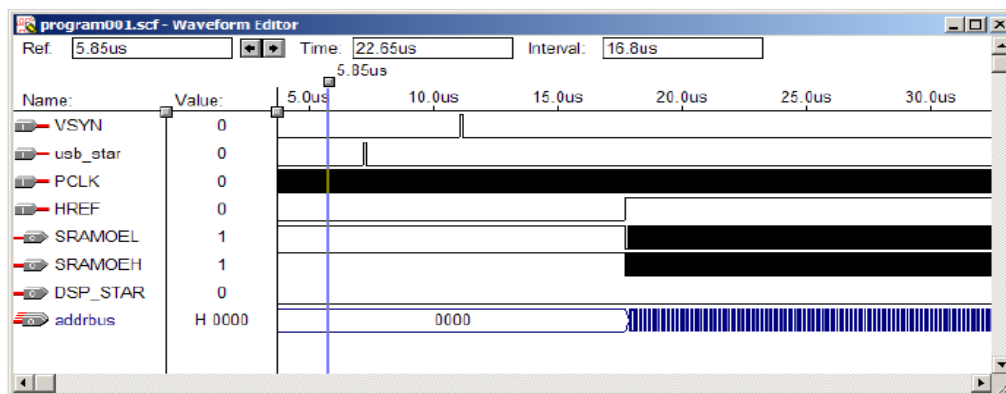 program001.scf - Waveform Editor
Ref: 5.85us Time: 22.65us Interval: 16.8us
5.85us
Name: Value: 5.0us 10.0us 15.0us 20.0us 25.0us 30.0us
VSYN 0
usb_star 0
PCLK 0
HREF 0
SRAMOEL 1
SRAMOEH 1
DSP_STAR 0
addrbus H 0000 0000